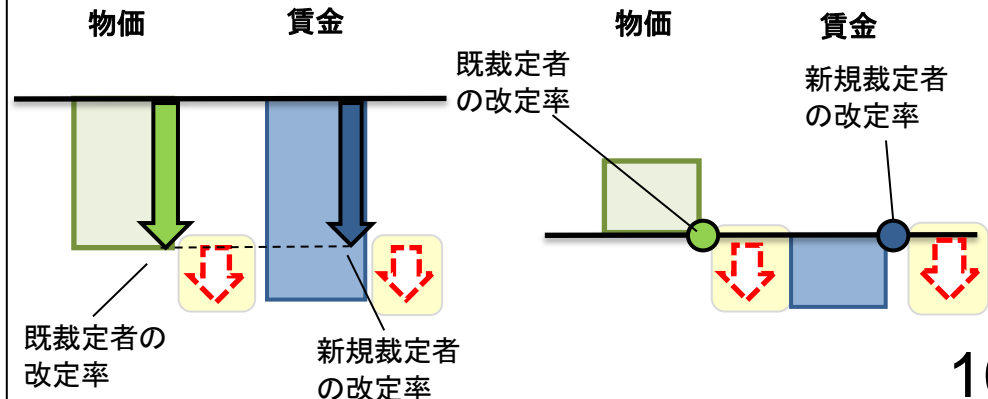 物価
賃金
既裁定者の
改定率
新規裁定者
の改定率
物価
賃金
既裁定者
の改定率
新規裁定者
の改定率